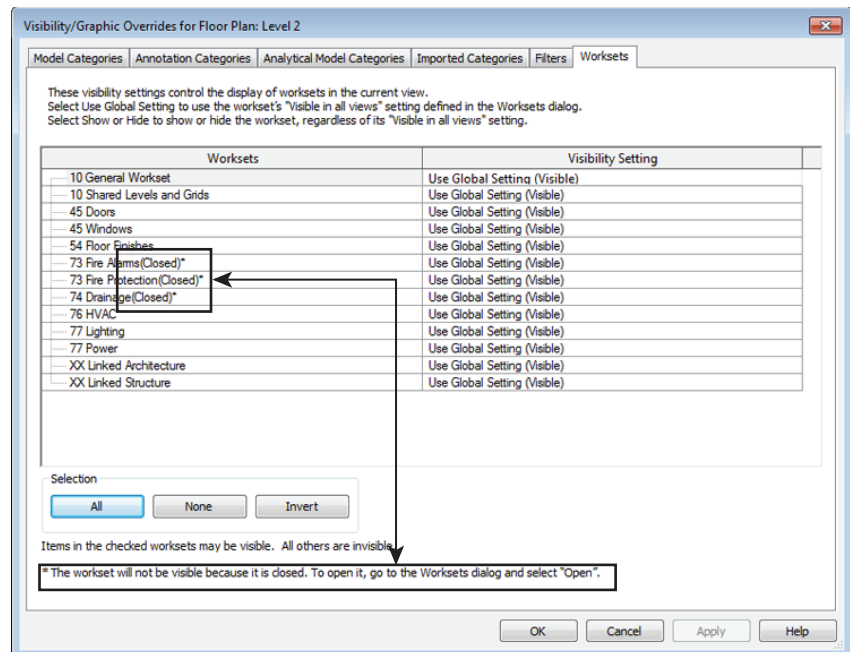 Visibility/Graphic Overrides for Floor Plan: Level 2
Model Categories Annotation Categories Analytical Model Categories Imported Categories Filters Worksets
These visibility settings control the display of worksets in the current view.
Select Use Global Setting to use the workset's "Visible in all views" setting defined in the Worksets dialog.
Select Show or Hide to show or hide the workset, regardless of its "Visible in all views" setting.
Worksets Visibility Setting
10 General Workset Use Global Setting (Visible)
10 Shared Levels and Grids Use Global Setting (Visible)
45 Doors Use Global Setting (Visible)
45 Windows Use Global Setting (Visible)
54 Floor Finishes Use Global Setting (Visible)
73 Fire Alarms(Closed)* Use Global Setting (Visible)
73 Fire Protection(Closed)* Use Global Setting (Visible)
74 Drainage(Closed)* Use Global Setting (Visible)
76 HVAC Use Global Setting (Visible)
77 Lighting Use Global Setting (Visible)
77 Power Use Global Setting (Visible)
XX Linked Architecture Use Global Setting (Visible)
XX Linked Structure Use Global Setting (Visible)
Selection
All None Invert
Items in the checked worksets may be visible. All others are invisible.
* The workset will not be visible because it is closed. To open it, go to the Worksets dialog and select "Open".
OK Cancel Apply Help